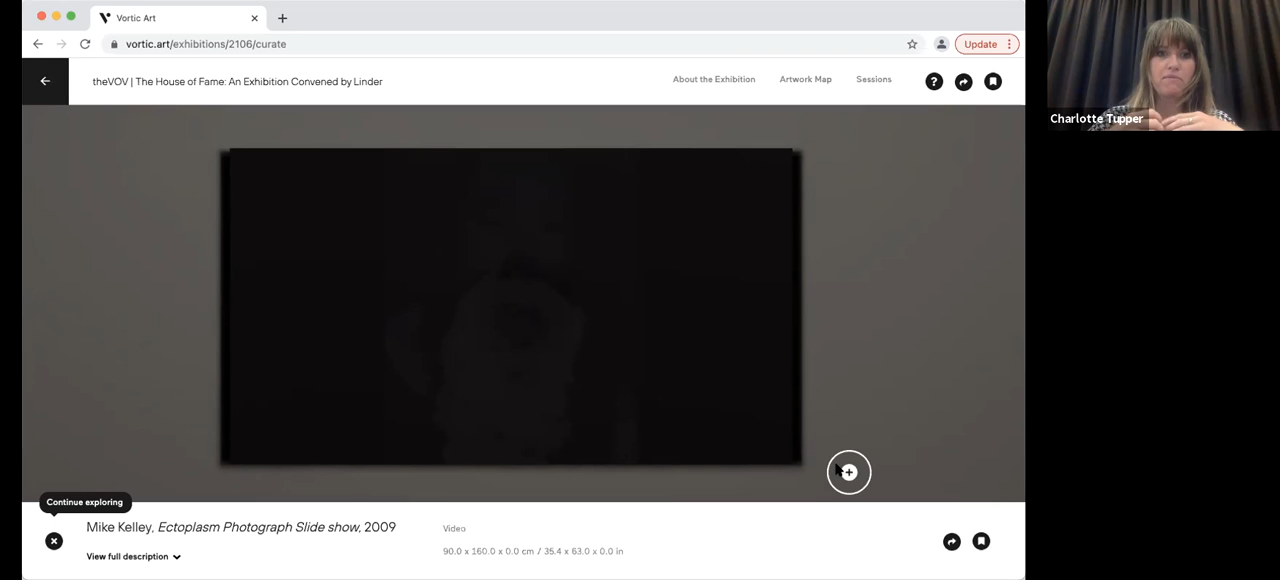 Vortic Art
vortic.art/exhibitions/2106/curate
Update
theVOV | The House of Fame: An Exhibition Convened by Linder
About the Exhibition
Artwork Map
Sessions
?
Charlotte Tupper
Continue exploring
Mike Kelley, Ectoplasm Photograph Slide show, 2009
View full description
Video
90.0 x 160.0 x 0.0 cm / 35.4 x 63.0 x 0.0 in